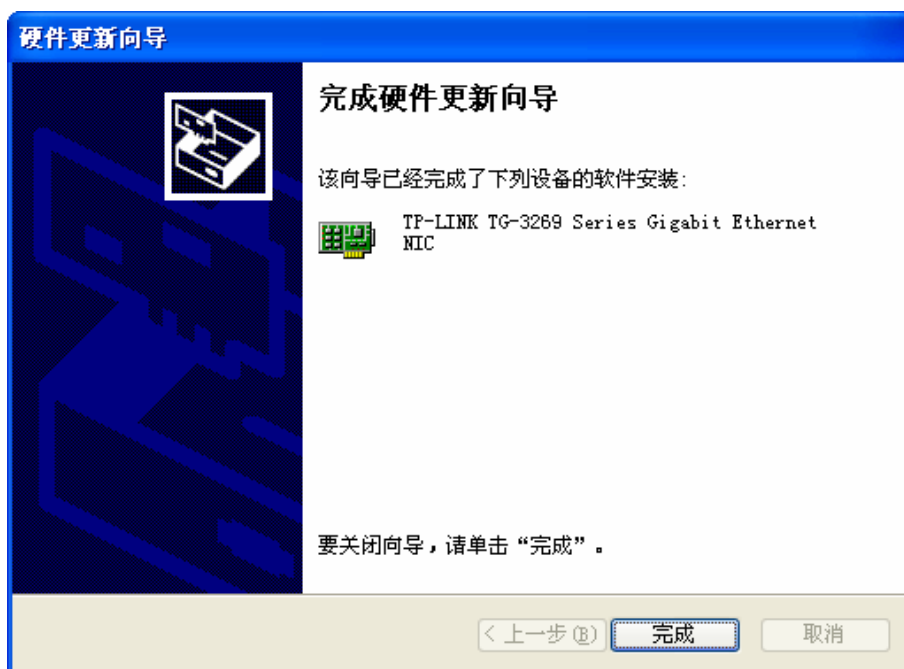 硬件更新向导
完成硬件更新向导
该向导已经完成了下列设备的软件安装:
TP-LINK TG-3269 Series Gigabit Ethernet
NIC
要关闭向导，请单击“完成”。
< 上一步(B) 完成 取消